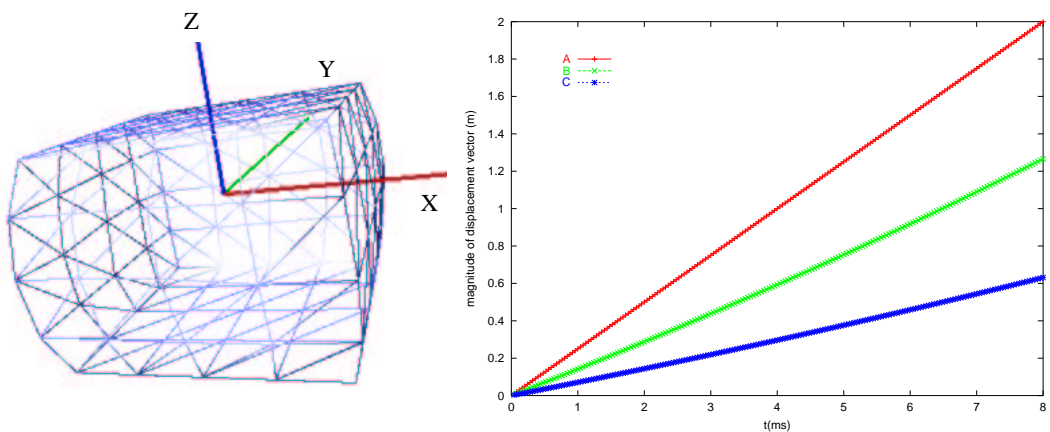 Z
Y
X
A
B
C
magnitude of displacement vector (m)
2
1.8
1.6
1.4
1.2
1
0.8
0.6
0.4
0.2
0
0 1 2 3 4 5 6 7 8
t(ms)